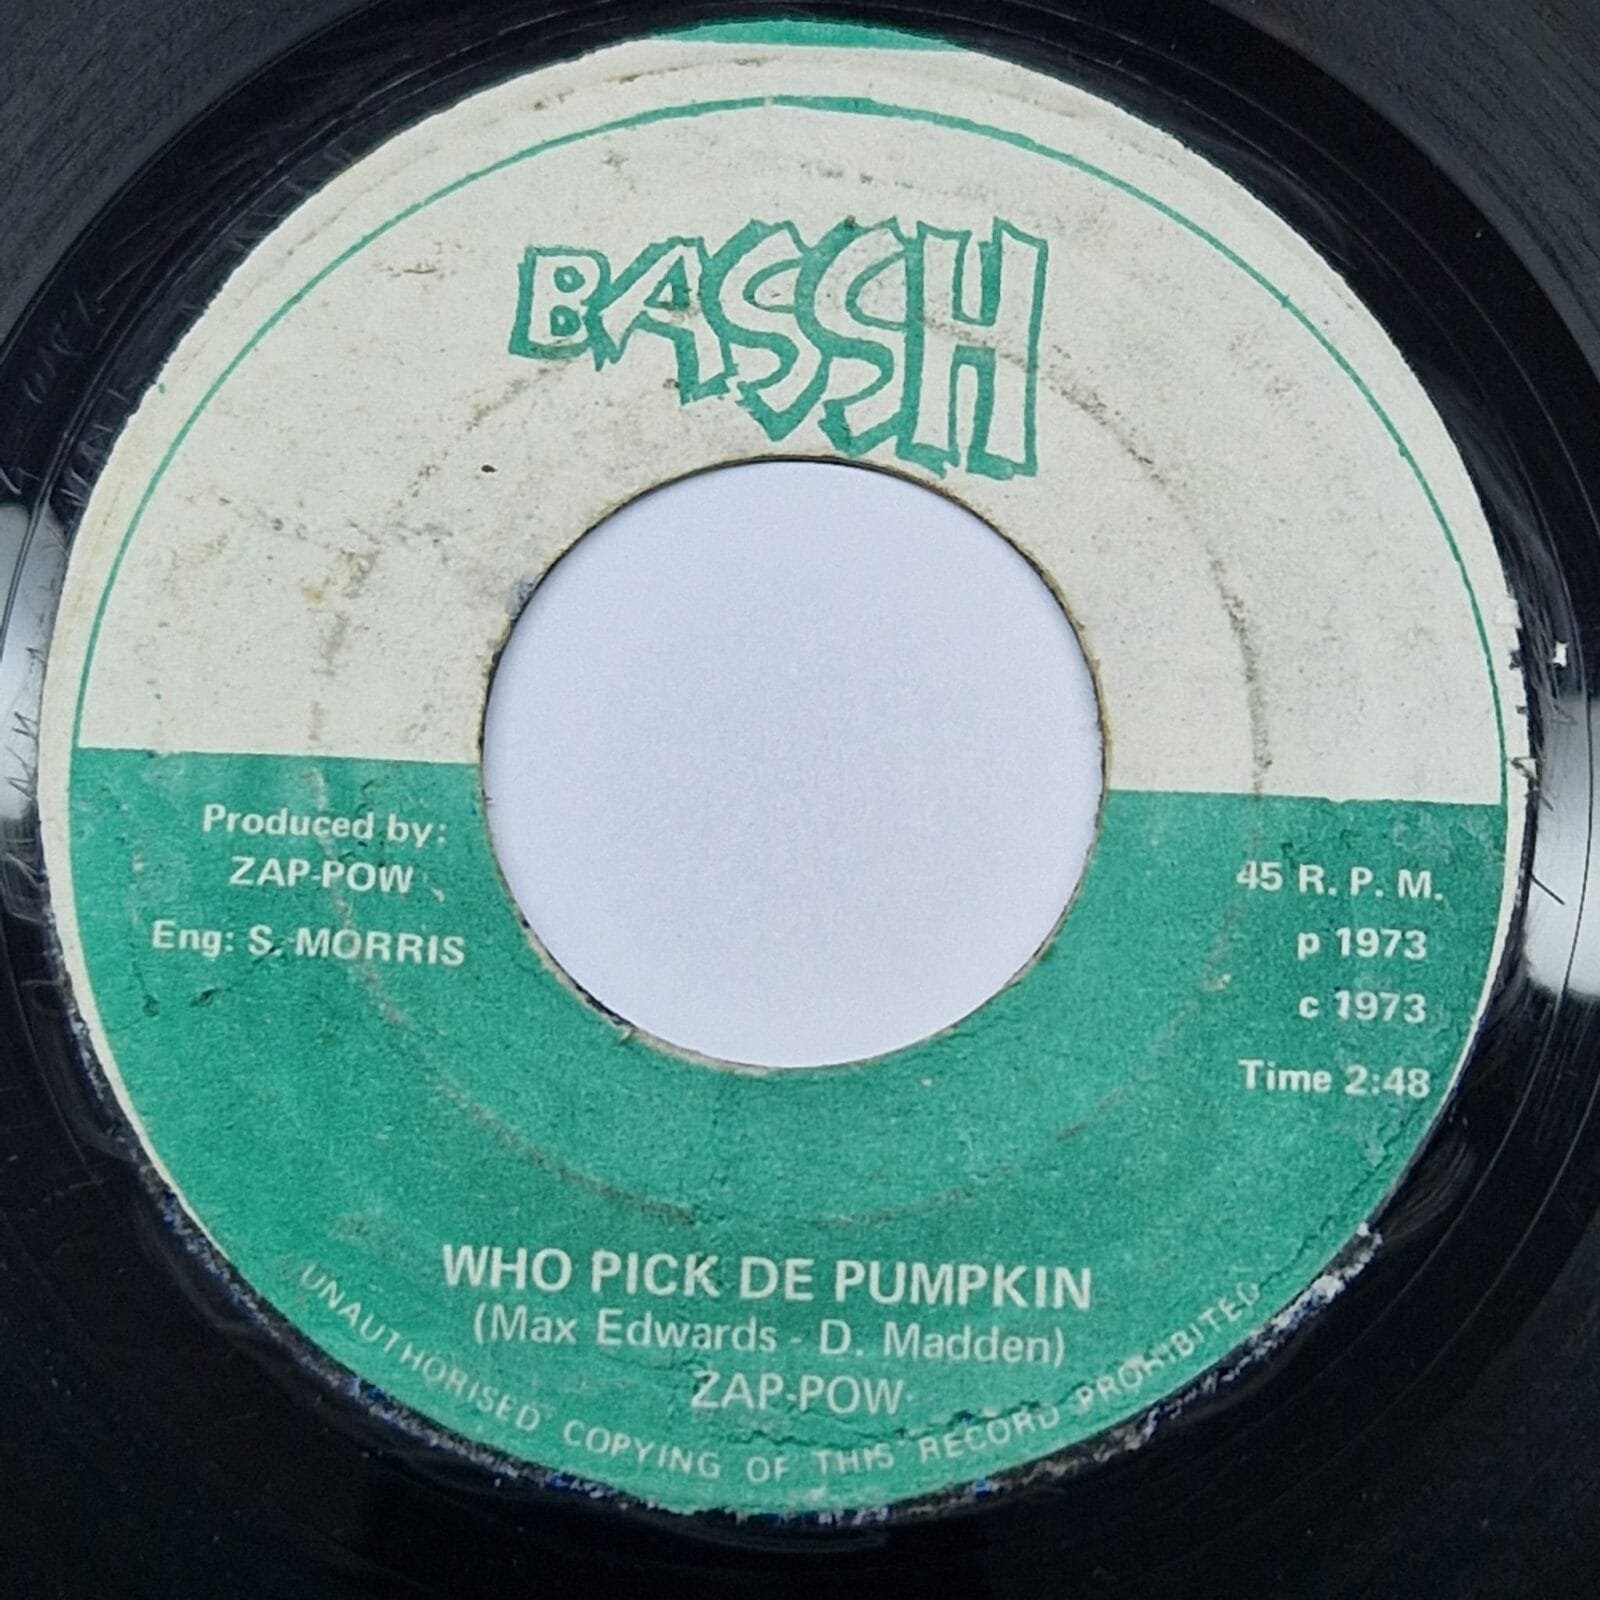 BASSH
Produced by:
ZAP-POW
Eng: S. MORRIS
45 R. P. M.
p 1973
c 1973
Time 2:48
WHO PICK DE PUMPKIN
(Max Edwards - D. Madden)
ZAP-POW
UNAUTHORISED COPYING OF THIS RECORD PROHIBITED